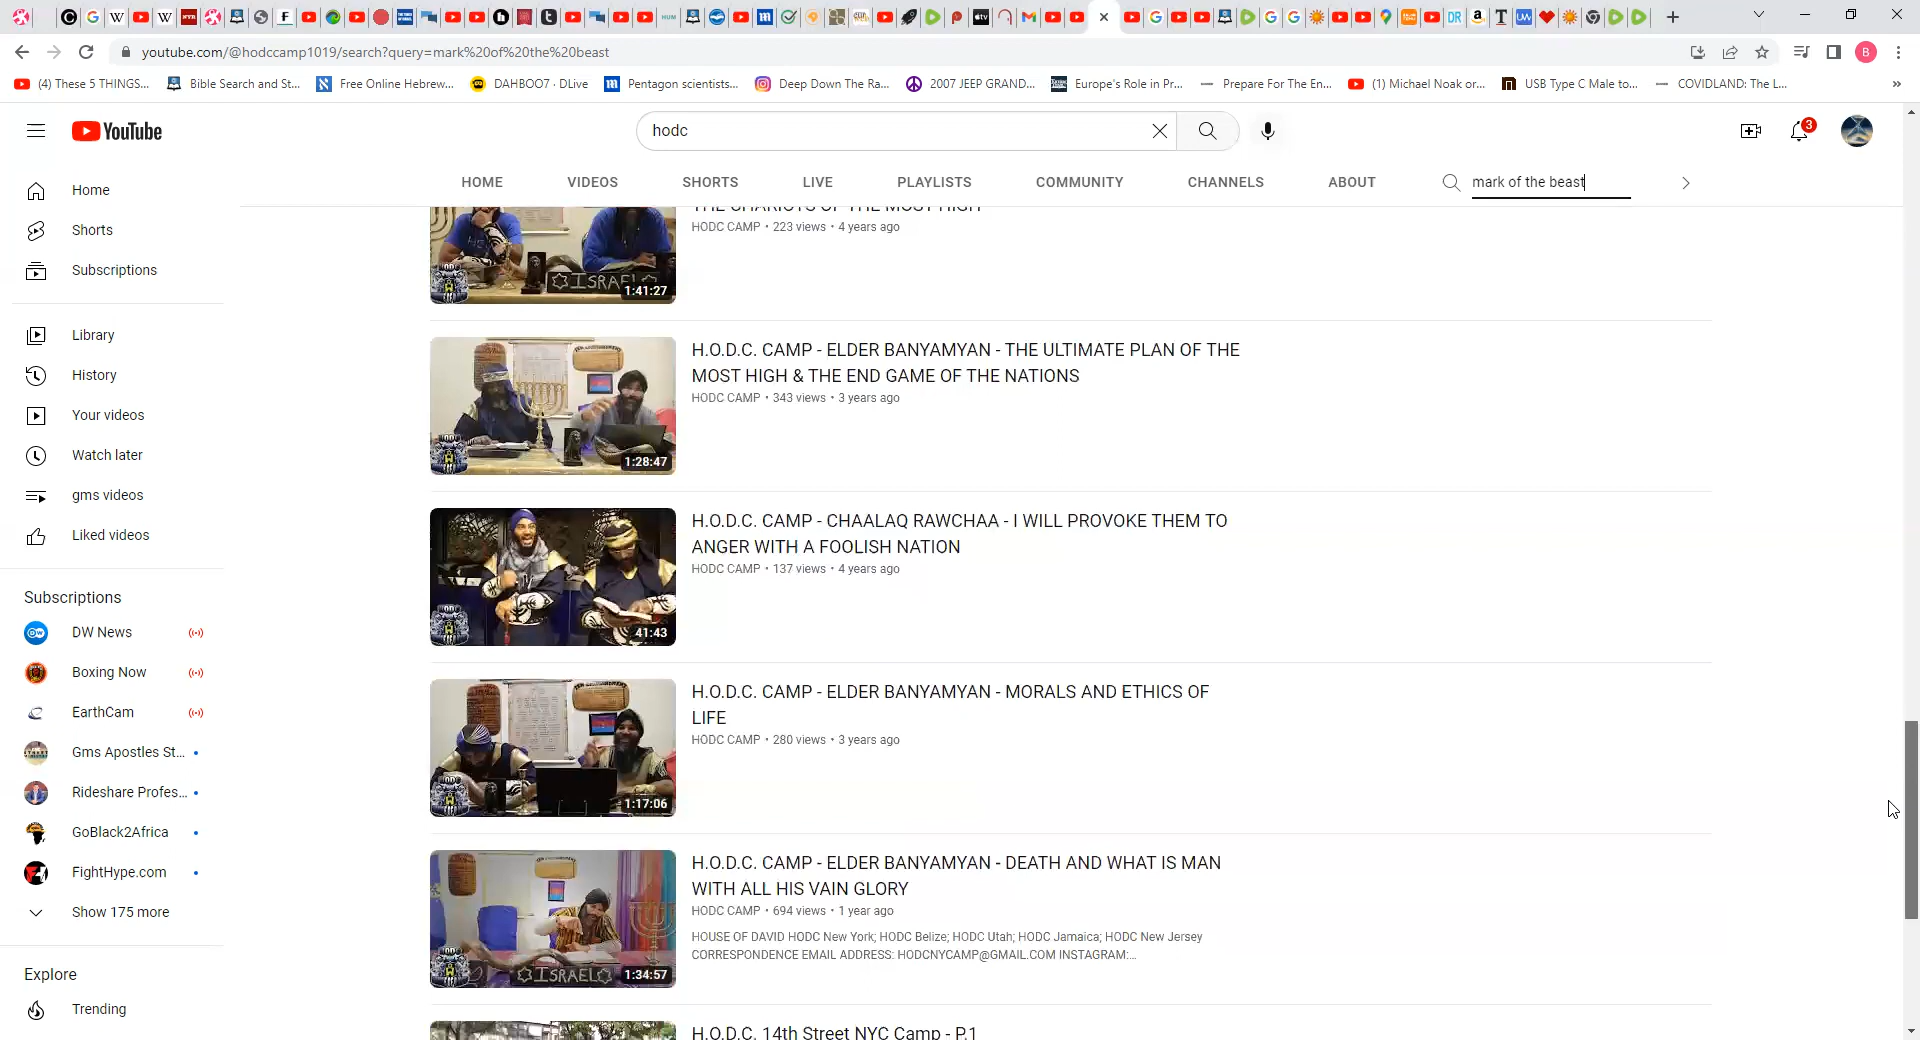 youtube.com/@hodccamp1019/search?query=mark%20of%20the%20beast
B
(4) These 5 THINGS... Bible Search and St... Free Online Hebrew... DAHBOO7 · DLive Pentagon scientists... Deep Down The Ra... 2007 JEEP GRAND... Europe's Role in Pr... Prepare For The En... (1) Michael Noak or... USB Type C Male to... COVIDLAND: The L... »
YouTube
hodc
3
HOME VIDEOS SHORTS LIVE PLAYLISTS COMMUNITY CHANNELS ABOUT mark of the beast
Home
Shorts
Subscriptions
Library
History
Your videos
Watch later
gms videos
Liked videos
Subscriptions
DW News
Boxing Now
EarthCam
Gms Apostles St...
Rideshare Profes...
GoBlack2Africa
FightHype.com
Show 175 more
Explore
Trending
THE CHARIOTS OF THE MOST HIGH
HODC CAMP • 223 views • 4 years ago
ISRAEL
1:41:27
H.O.D.C. CAMP - ELDER BANYAMYAN - THE ULTIMATE PLAN OF THE
MOST HIGH & THE END GAME OF THE NATIONS
HODC CAMP • 343 views • 3 years ago
1:28:47
H.O.D.C. CAMP - CHAALAQ RAWCHAA - I WILL PROVOKE THEM TO
ANGER WITH A FOOLISH NATION
HODC CAMP • 137 views • 4 years ago
41:43
H.O.D.C. CAMP - ELDER BANYAMYAN - MORALS AND ETHICS OF
LIFE
HODC CAMP • 280 views • 3 years ago
1:17:06
H.O.D.C. CAMP - ELDER BANYAMYAN - DEATH AND WHAT IS MAN
WITH ALL HIS VAIN GLORY
HODC CAMP • 694 views • 1 year ago
HOUSE OF DAVID HODC New York; HODC Belize; HODC Utah; HODC Jamaica; HODC New Jersey
CORRESPONDENCE EMAIL ADDRESS: HODCNYCAMP@GMAIL.COM INSTAGRAM:...
ISRAEL
1:34:57
H.O.D.C. 14th Street NYC Camp - P.1